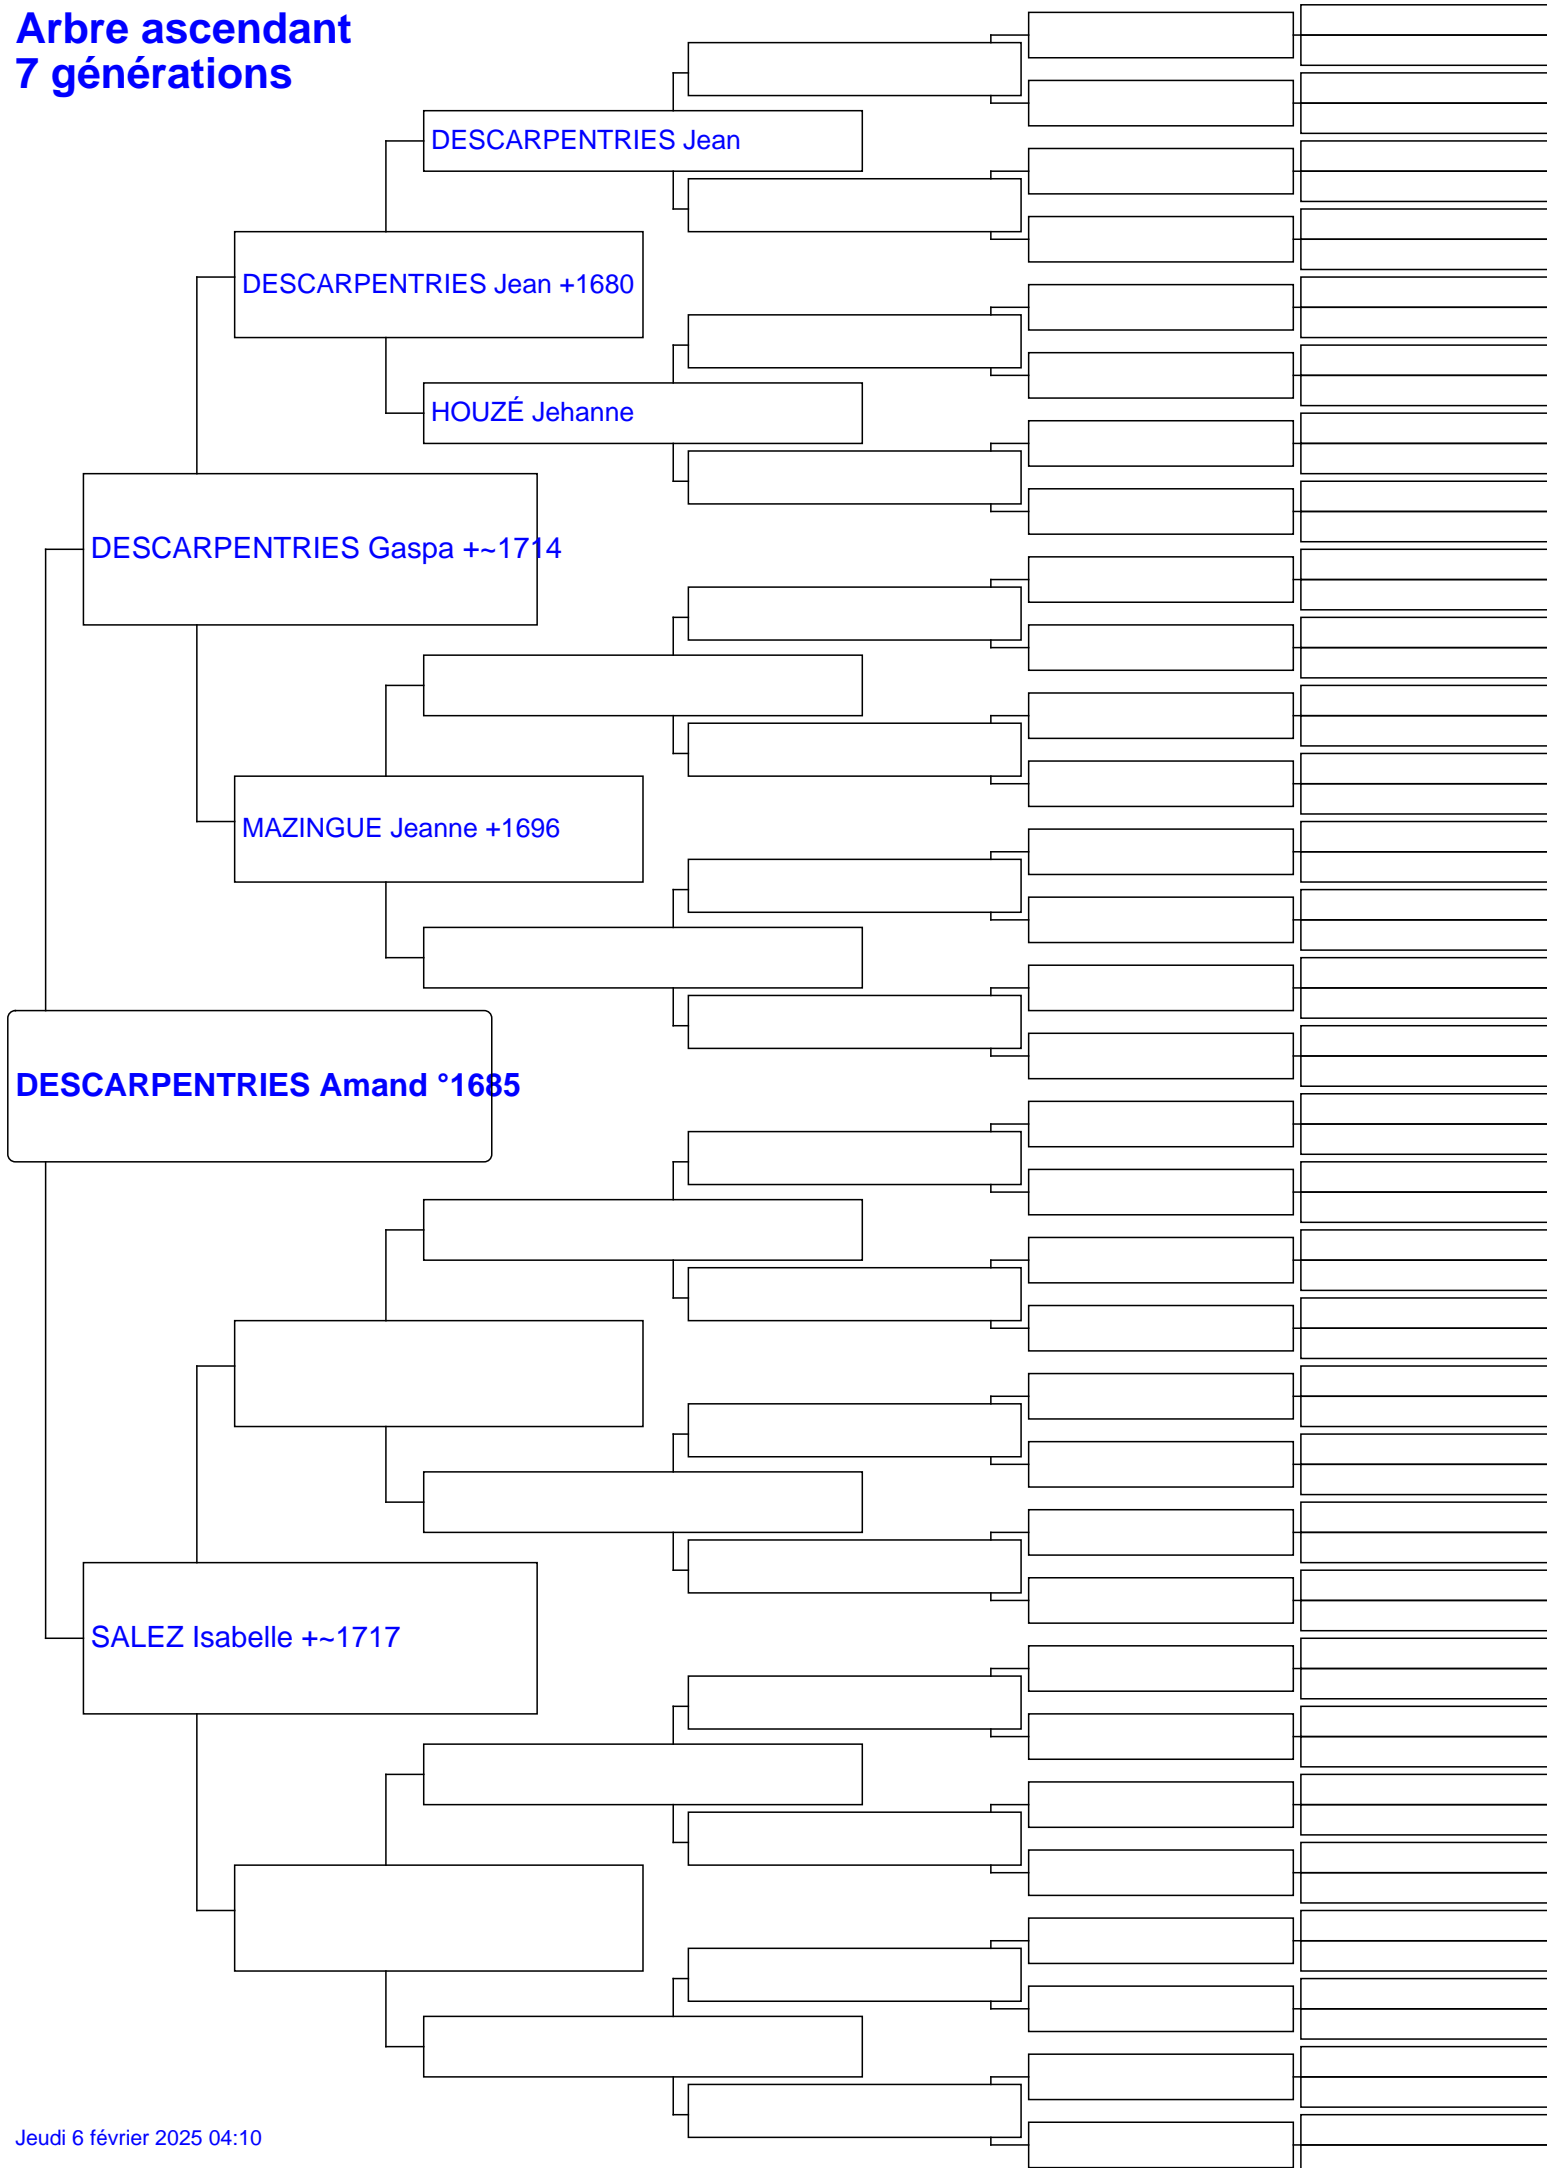 Arbre ascendant
7 générations
DESCARPENTRIES Jean
DESCARPENTRIES Jean +1680
HOUZÉ Jehanne
DESCARPENTRIES Gaspa +~1714
MAZINGUE Jeanne +1696
DESCARPENTRIES Amand °1685
SALEZ Isabelle +~1717
Jeudi 6 février 2025 04:10